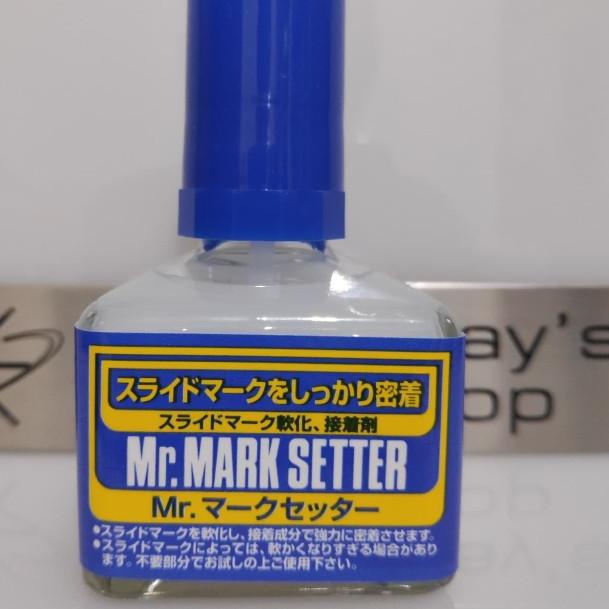 スライドマークをしっかり密着
スライドマーク軟化、接着剤
Mr. MARK SETTER
Mr. マークセッター
●スライドマークを軟化し、接着成分で強力に密着させます。
●スライドマークによっては、軟かくなりすぎる場合があり
ます。不要部分でお試しの上ご使用下さい。
ay's
op